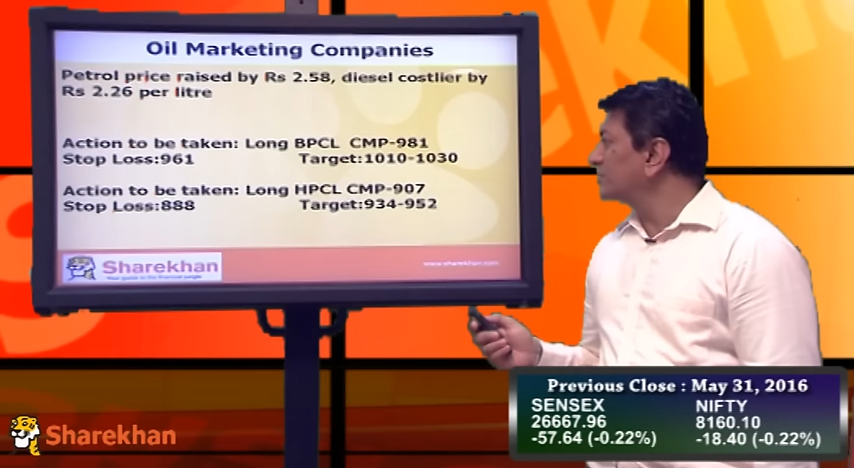 Oil Marketing Companies
Petrol price raised by Rs 2.58, diesel costlier by
Rs 2.26 per litre
Action to be taken: Long BPCL CMP-981
Stop Loss:961 Target:1010-1030
Action to be taken: Long HPCL CMP-907
Stop Loss:888 Target:934-952
Sharekhan
www.sharekhan.com
Previous Close : May 31, 2016
SENSEX NIFTY
26667.96 8160.10
-57.64 (-0.22%) -18.40 (-0.22%)
Sharekhan